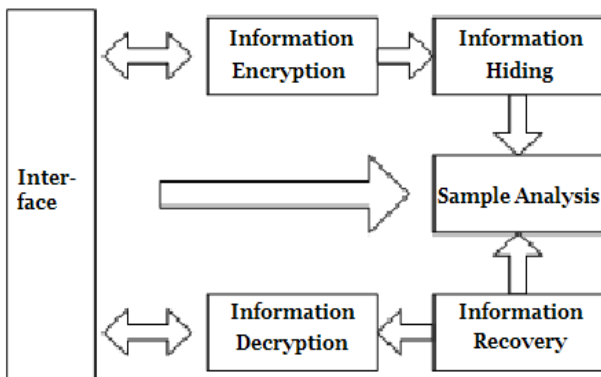 Information
Encryption
Information
Hiding
Inter-
face
Sample Analysis
Information
Decryption
Information
Recovery